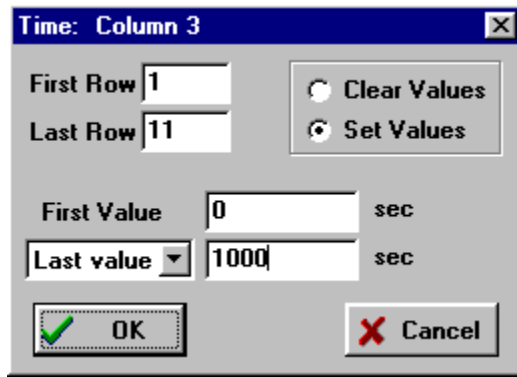 Time: Column 3
First Row 1
Last Row 11
Clear Values
Set Values
First Value 0 sec
Last value 1000 sec
OK Cancel